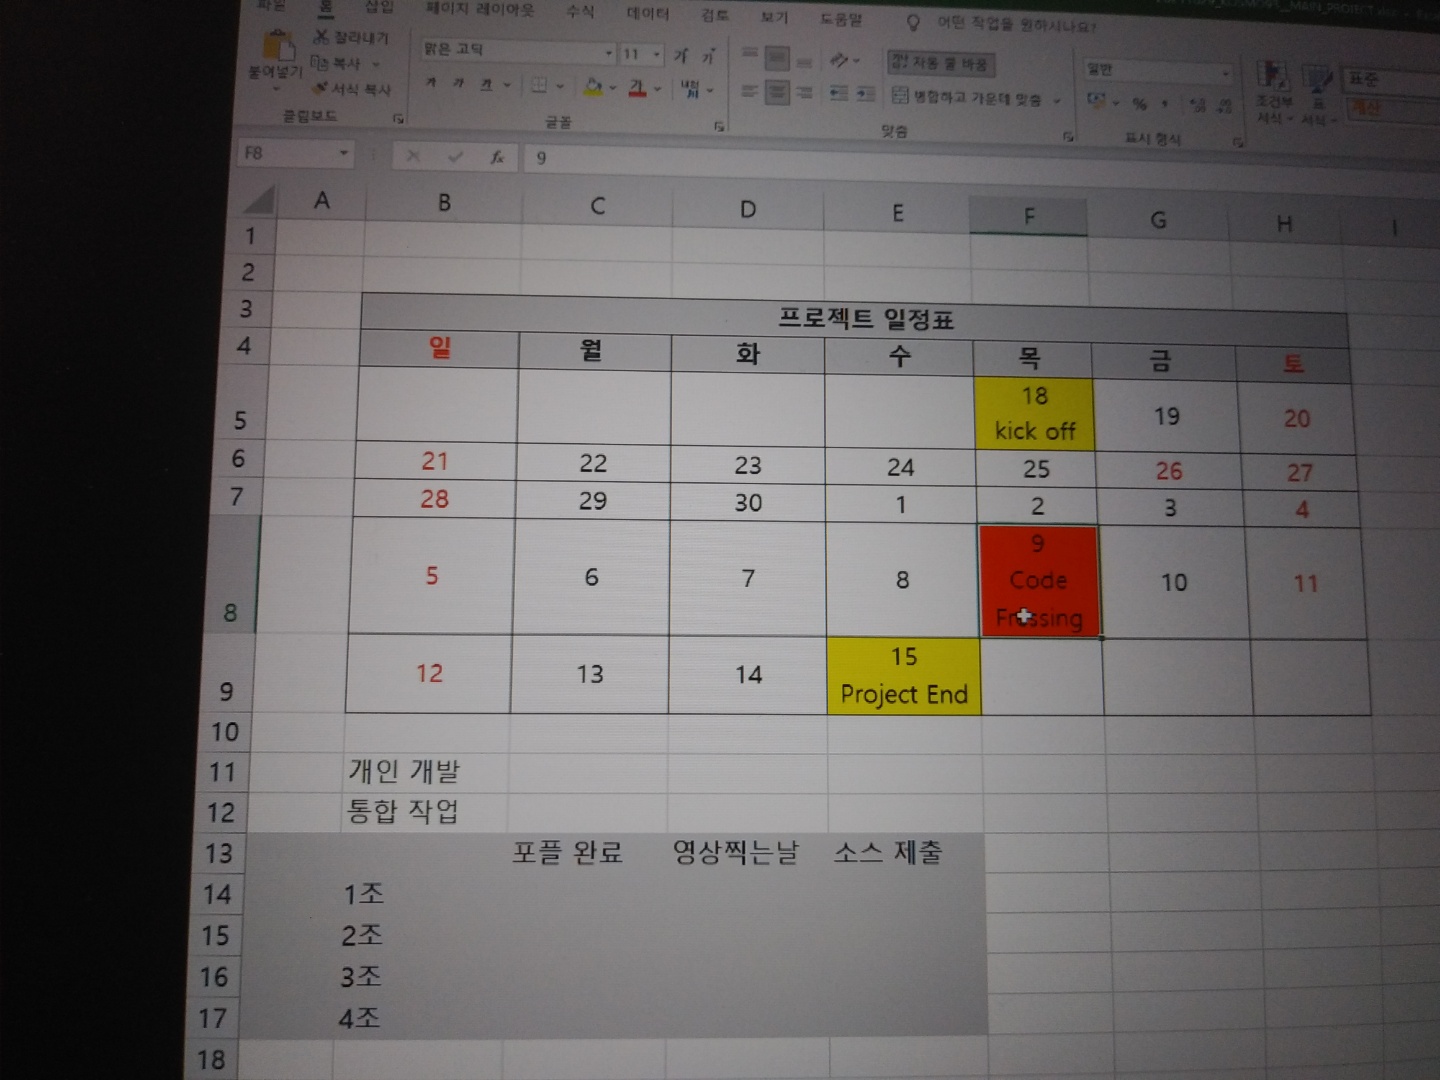 파일 홈 삽입 페이지 레이아웃 수식 데이터 검토 보기 도움말 어떤 작업을 원하시나요?
붙여넣기
잘라내기
복사
서식 복사
클립보드
맑은 고딕 11
가 가
가 가 가
글꼴
자동 줄 바꿈
병합하고 가운데 맞춤
맞춤
일반
%
표시 형식
조건부
서식
표
서식
표준
계산
F8 fx 9
A B C D E F G H I
1
2
3 프로젝트 일정표
4 일 월 화 수 목 금 토
5 18 19 20
kick off
6 21 22 23 24 25 26 27
7 28 29 30 1 2 3 4
8 5 6 7 8 9 10 11
Code
9 12 13 14 15
Project End
10
11 개인 개발
12 통합 작업
13 포플 완료 영상찍는날 소스 제출
14 1조
15 2조
16 3조
17 4조
18